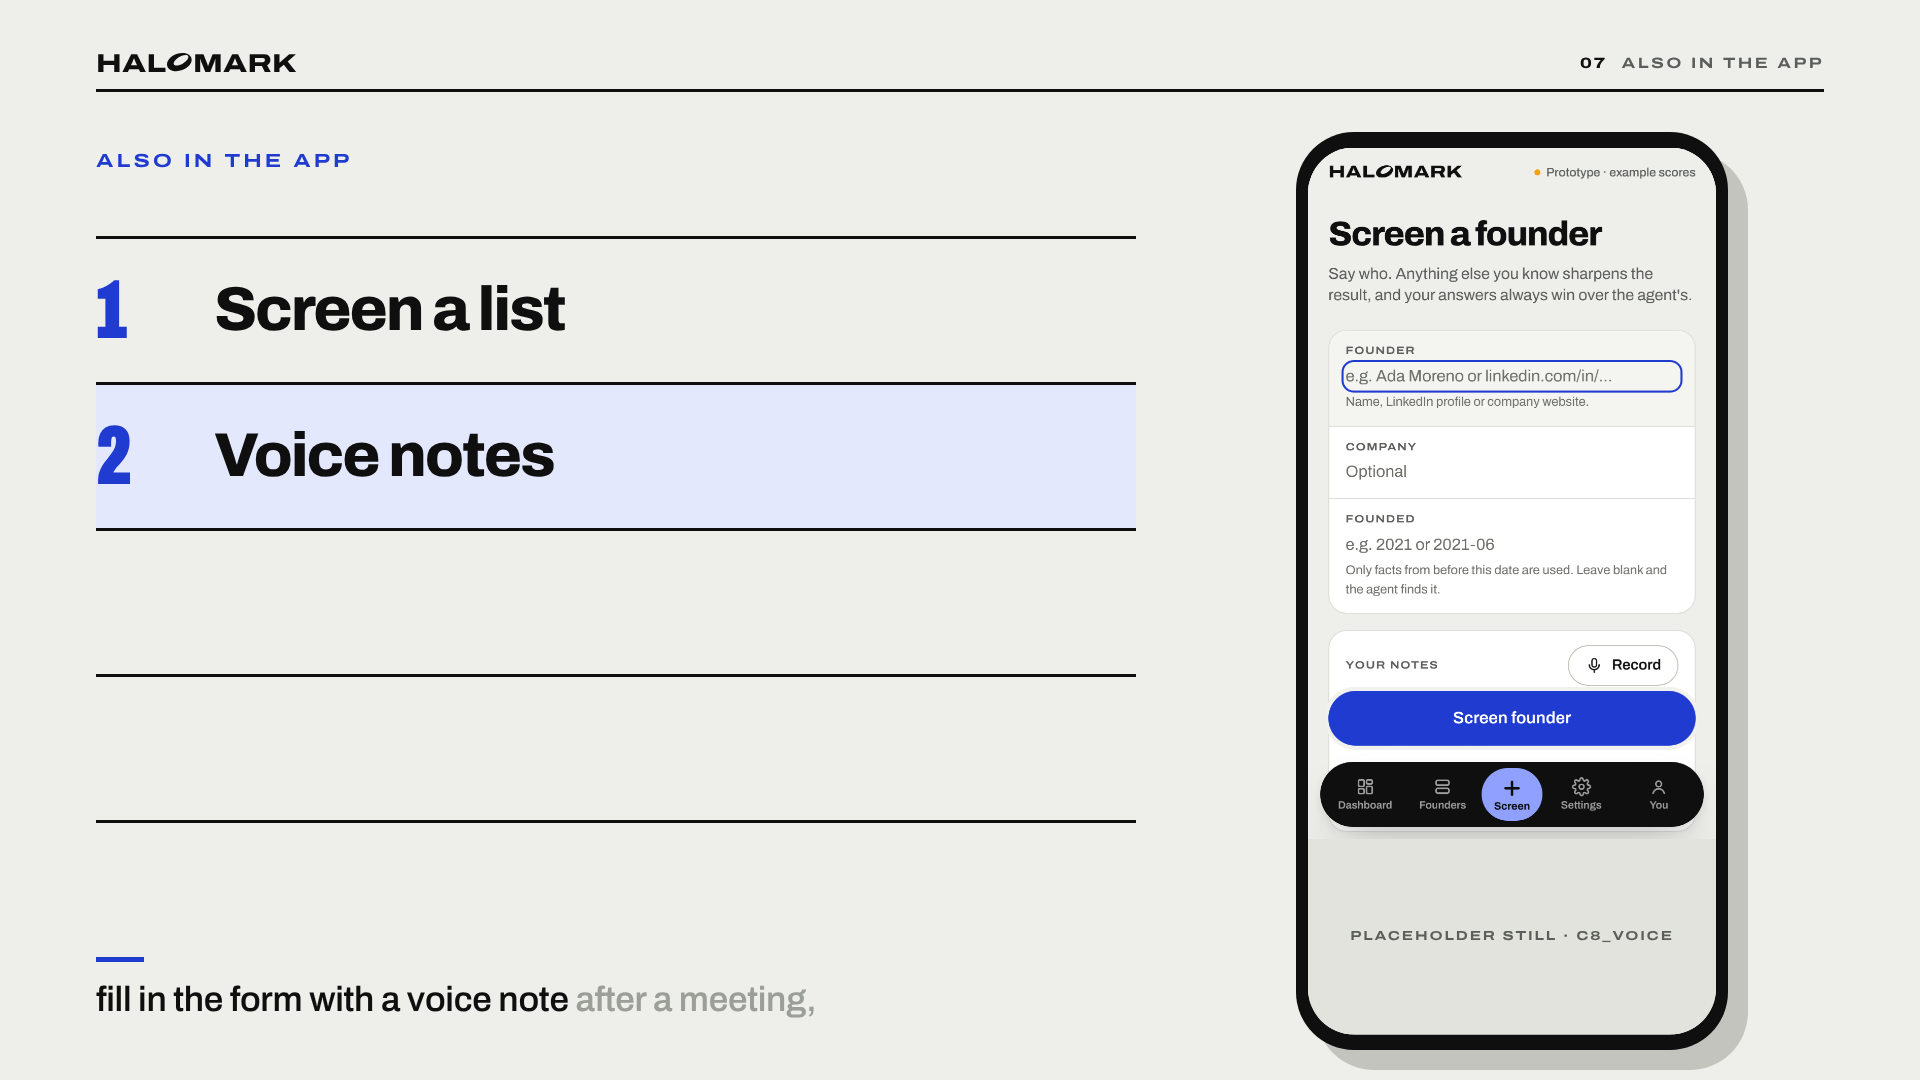 HALOMARK
07 ALSO IN THE APP
ALSO IN THE APP
1 Screen a list
2 Voice notes
fill in the form with a voice note after a meeting,
HALOMARK
Prototype · example scores
Screen a founder
Say who. Anything else you know sharpens the
result, and your answers always win over the agent's.
FOUNDER
e.g. Ada Moreno or linkedin.com/in/...
Name, LinkedIn profile or company website.
COMPANY
Optional
FOUNDED
e.g. 2021 or 2021-06
Only facts from before this date are used. Leave blank and
the agent finds it.
YOUR NOTES
Record
Screen founder
Dashboard Founders Screen Settings You
PLACEHOLDER STILL · C8_VOICE